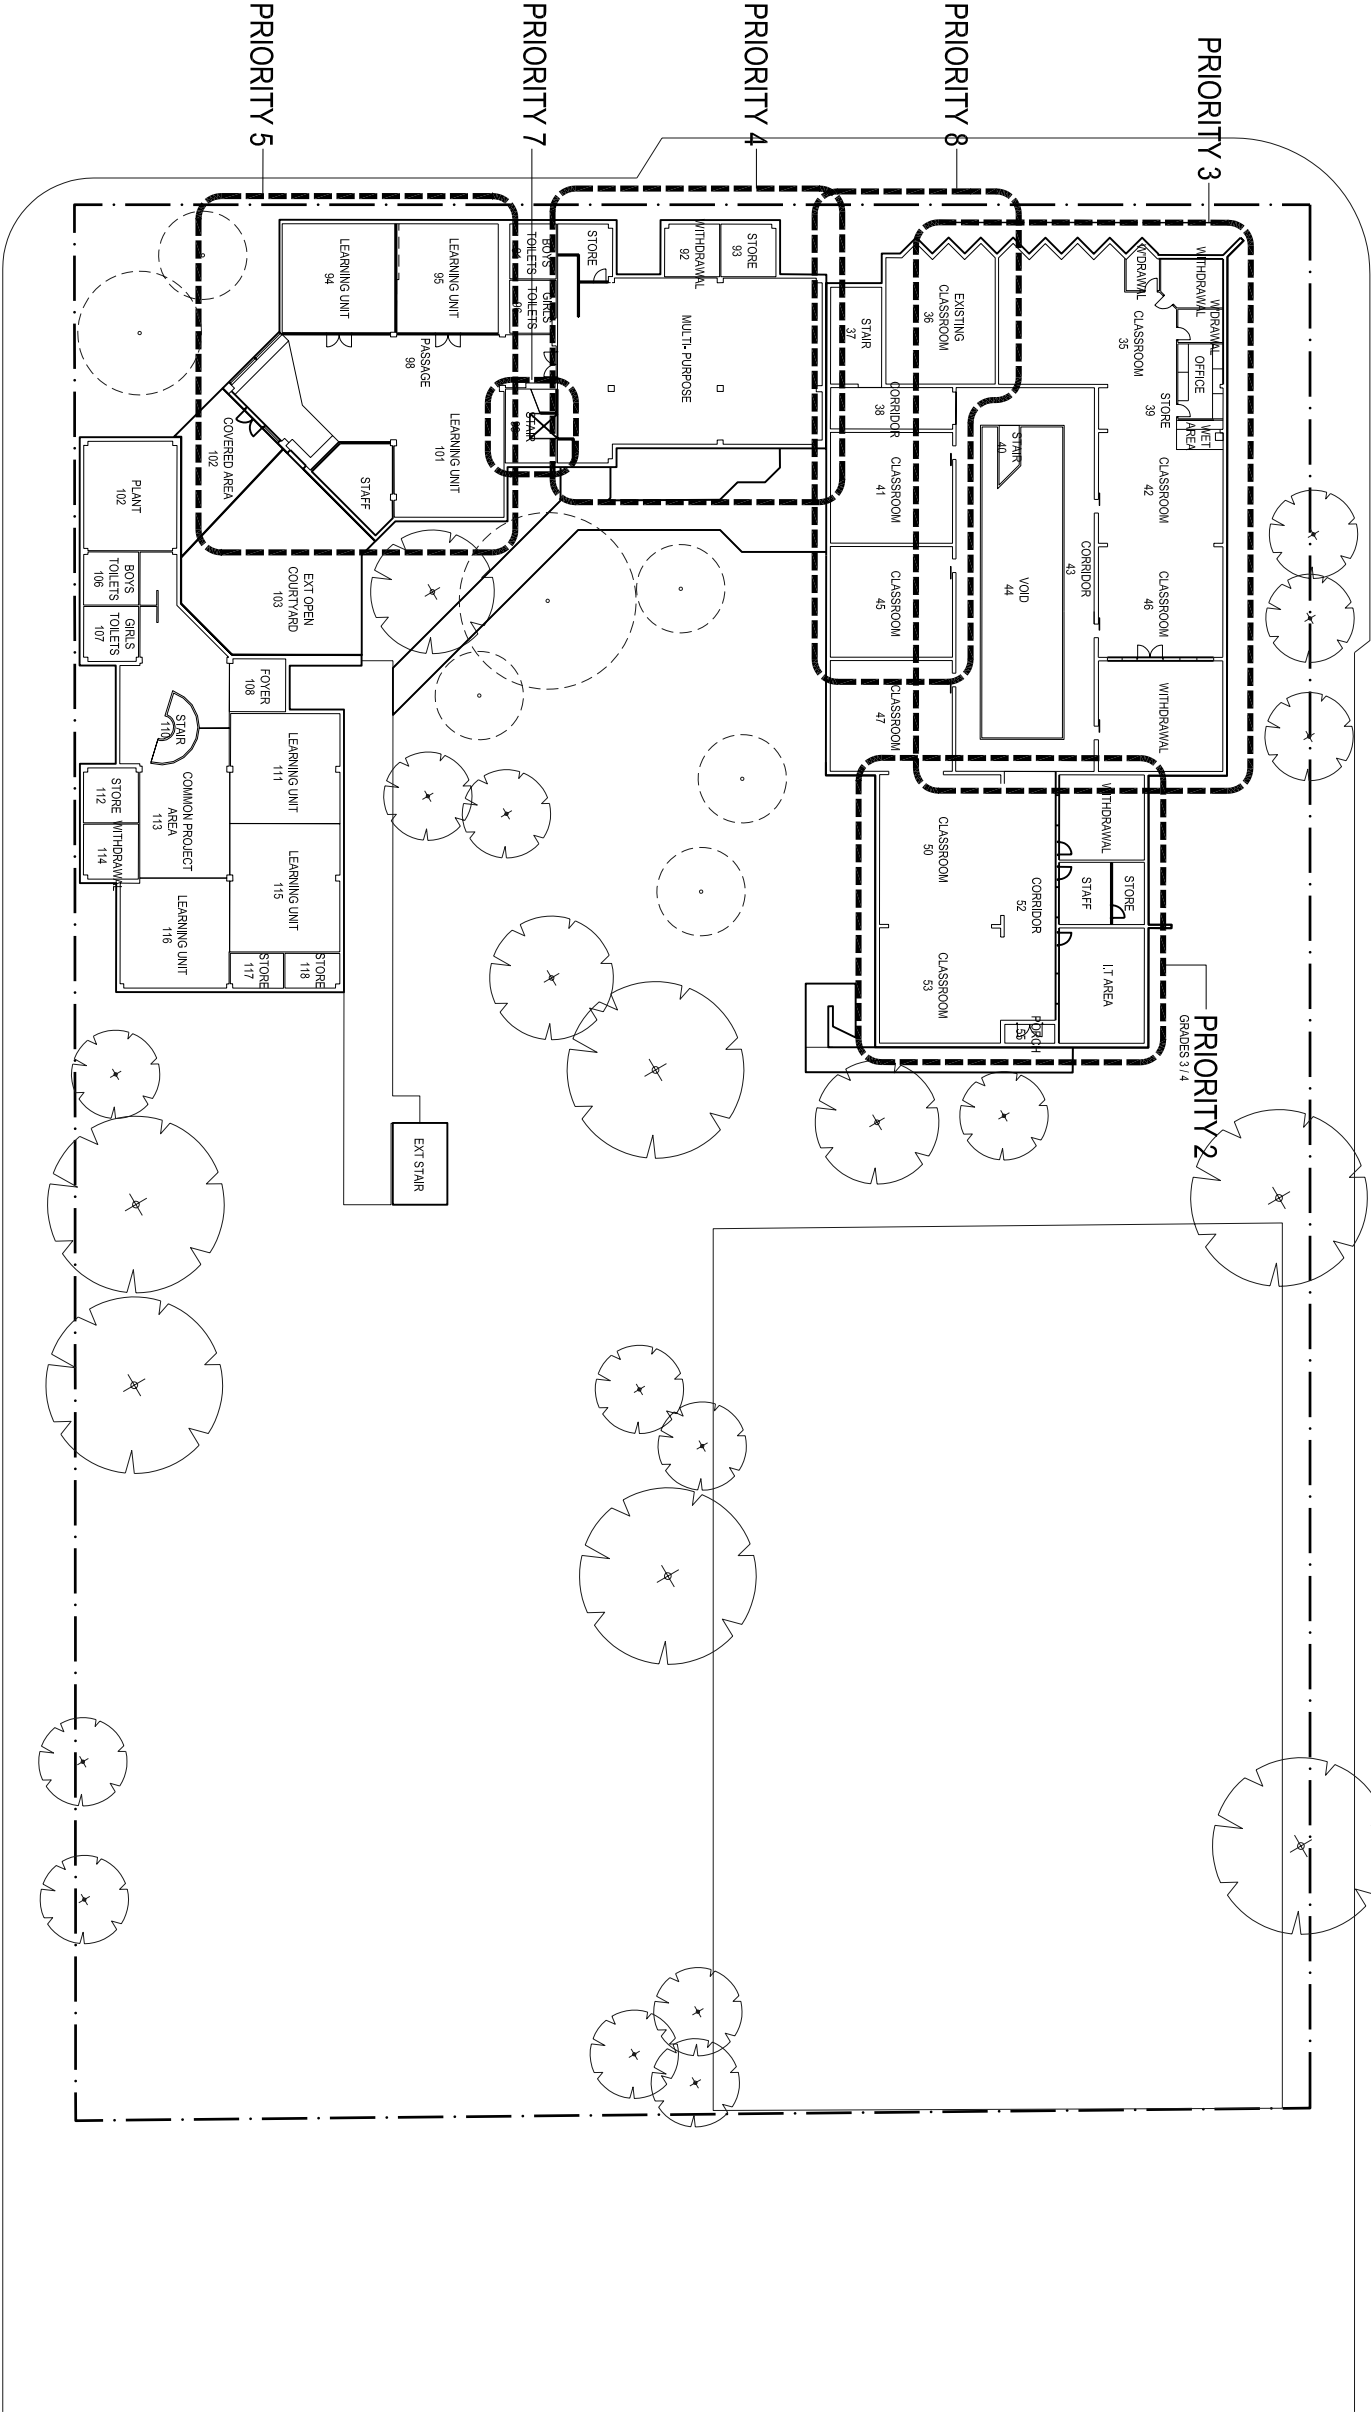 PRIORITY 3
PRIORITY 8
PRIORITY 4
PRIORITY 7
PRIORITY 5
PRIORITY 2
GRADES 3 / 4
WITHDRAWAL
W'DRAWAL
W'DRAWAL
OFFICE
WET
AREA
CLASSROOM
35
STORE
39
CLASSROOM
42
CLASSROOM
46
WITHDRAWAL
EXISTING
CLASSROOM
36
STAIR
37
CORRIDOR
38
STAIR
40
CLASSROOM
41
CORRIDOR
43
VOID
44
CLASSROOM
45
CLASSROOM
47
WITHDRAWAL
STAFF
STORE
I.T AREA
CLASSROOM
50
CORRIDOR
52
CLASSROOM
53
PORCH
55
STORE
93
WITHDRAWAL
92
STORE
MULTI- PURPOSE
BOYS
TOILETS
91
GIRLS
TOILETS
STAIR
LEARNING UNIT
95
LEARNING UNIT
94
PASSAGE
98
LEARNING UNIT
101
STAFF
COVERED AREA
102
EXT OPEN
COURTYARD
103
PLANT
102
BOYS
TOILETS
106
GIRLS
TOILETS
107
FOYER
108
STAIR
110
LEARNING UNIT
111
STORE
112
COMMON PROJECT
AREA
113
WITHDRAWAL
114
LEARNING UNIT
115
LEARNING UNIT
116
STORE
117
STORE
118
EXT STAIR